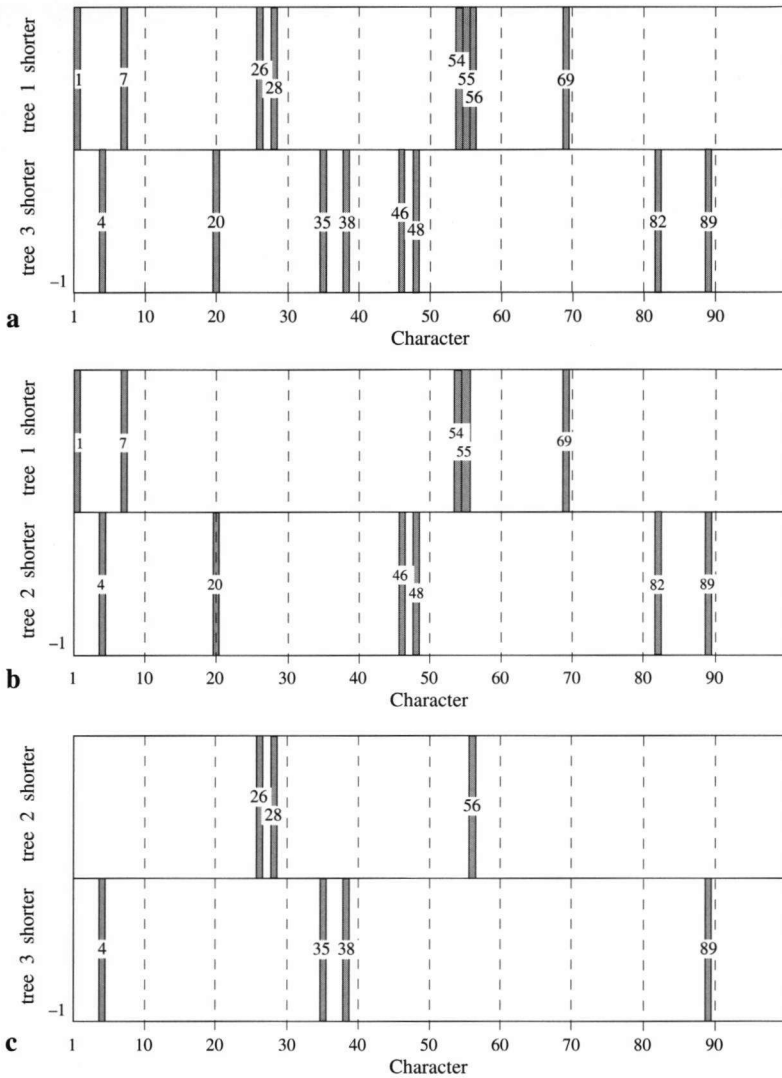 tree 1 shorter
1 7 26 28 54 55 56 69
tree 3 shorter
4 20 35 38 46 48 82 89
–1
a
1 10 20 30 40 50 60 70 80 90
Character
tree 1 shorter
1 7 54 55 69
tree 2 shorter
4 20 46 48 82 89
–1
b
1 10 20 30 40 50 60 70 80 90
Character
tree 2 shorter
26 28 56
tree 3 shorter
4 35 38 89
–1
c
1 10 20 30 40 50 60 70 80 90
Character